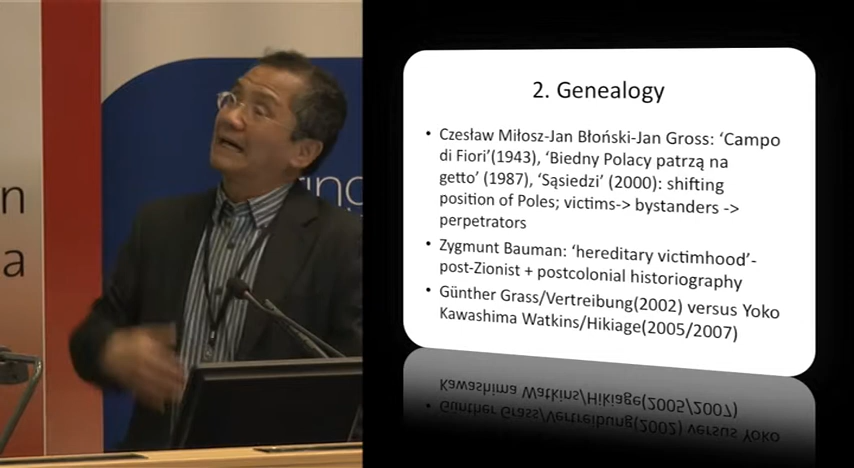 n
a
ring
2. Genealogy
• Czesław Miłosz-Jan Błoński-Jan Gross: ‘Campo
di Fiori’(1943), ‘Biedny Polacy patrzą na
getto’ (1987), ‘Sąsiedzi’ (2000): shifting
position of Poles; victims-> bystanders ->
perpetrators
• Zygmunt Bauman: ‘hereditary victimhood’-
post-Zionist + postcolonial historiography
• Günther Grass/Vertreibung(2002) versus Yoko
Kawashima Watkins/Hikiage(2005/2007)